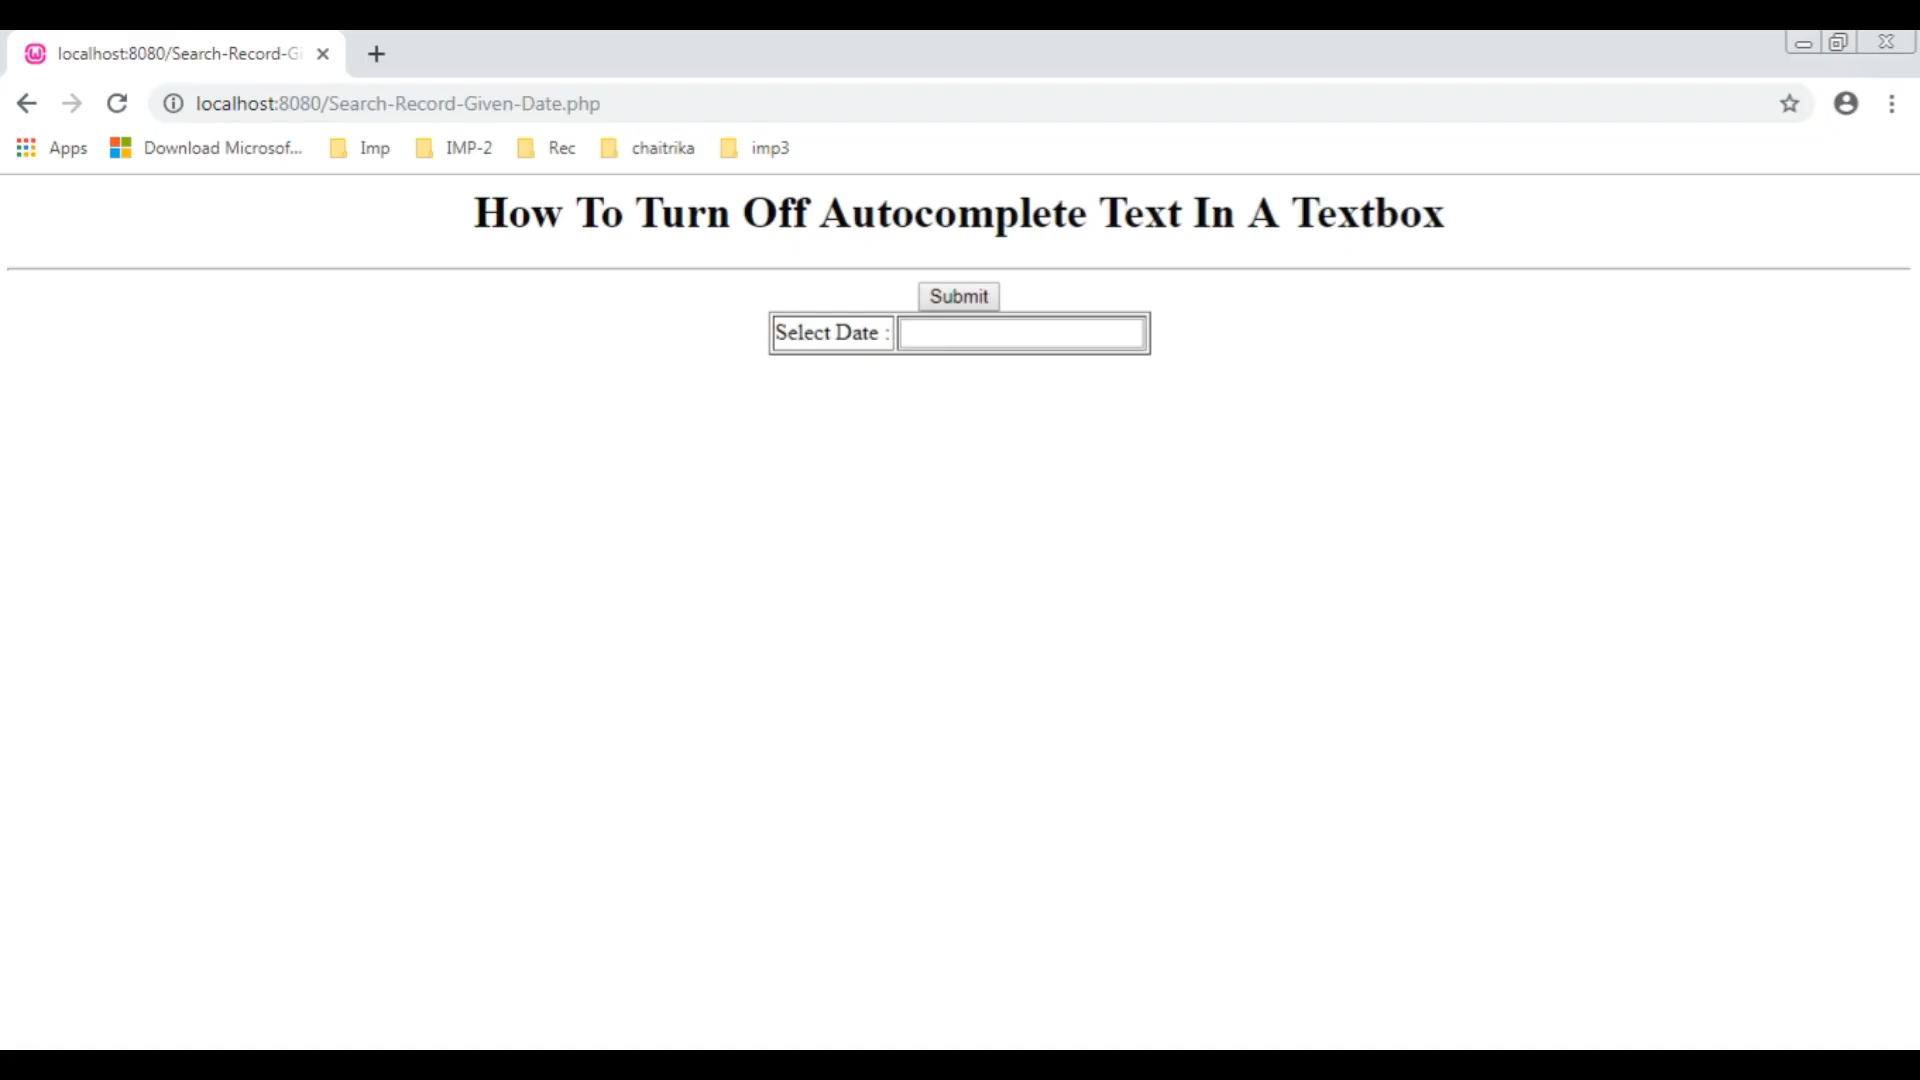 localhost:8080/Search-Record-Gi
localhost:8080/Search-Record-Given-Date.php
Apps Download Microsof... Imp IMP-2 Rec chaitrika imp3
How To Turn Off Autocomplete Text In A Textbox
Submit
Select Date :